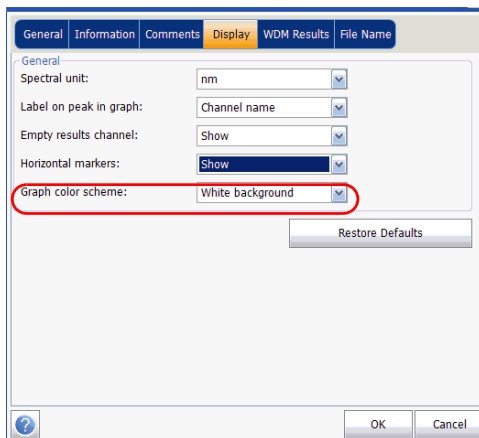 General Information Comments Display WDM Results File Name
General
Spectral unit: nm
Label on peak in graph: Channel name
Empty results channel: Show
Horizontal markers: Show
Graph color scheme: White background
Restore Defaults
? OK Cancel